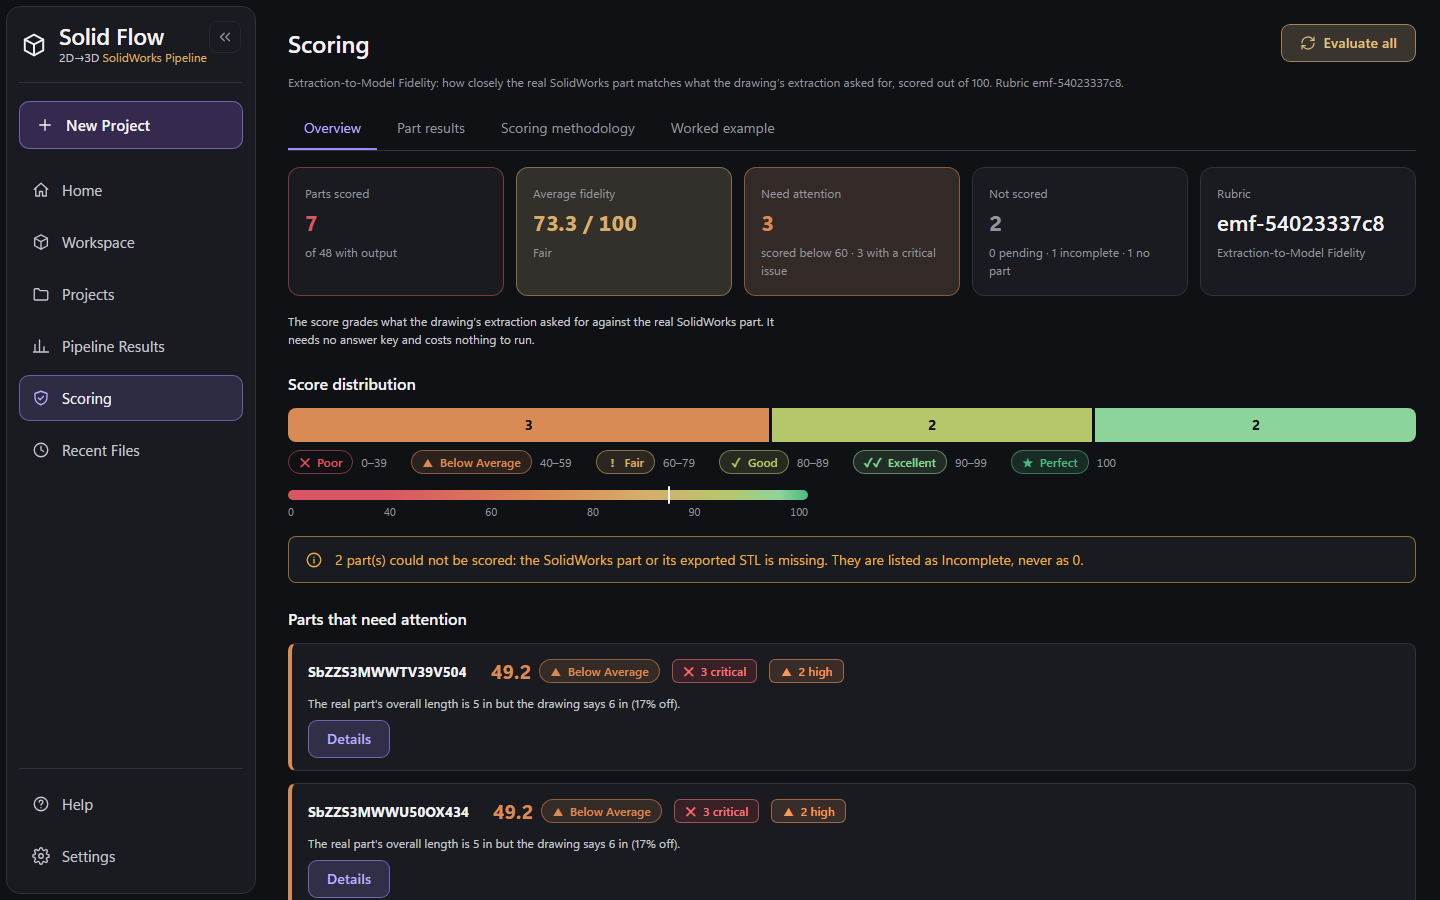 Solid Flow
2D→3D SolidWorks Pipeline
New Project
Home
Workspace
Projects
Pipeline Results
Scoring
Recent Files
Help
Settings
Scoring
Evaluate all
Extraction-to-Model Fidelity: how closely the real SolidWorks part matches what the drawing's extraction asked for, scored out of 100. Rubric emf-54023337c8.
Overview
Part results
Scoring methodology
Worked example
Parts scored
7
of 48 with output
Average fidelity
73.3 / 100
Fair
Need attention
3
scored below 60 · 3 with a critical
issue
Not scored
2
0 pending · 1 incomplete · 1 no
part
Rubric
emf-54023337c8
Extraction-to-Model Fidelity
The score grades what the drawing's extraction asked for against the real SolidWorks part. It
needs no answer key and costs nothing to run.
Score distribution
3 2 2
Poor 0–39 Below Average 40–59 Fair 60–79 Good 80–89 Excellent 90–99 Perfect 100
0 40 60 80 90 100
2 part(s) could not be scored: the SolidWorks part or its exported STL is missing. They are listed as Incomplete, never as 0.
Parts that need attention
SbZZS3MWWTV39V504 49.2 Below Average 3 critical 2 high
The real part's overall length is 5 in but the drawing says 6 in (17% off).
Details
SbZZS3MWWU50OX434 49.2 Below Average 3 critical 2 high
The real part's overall length is 5 in but the drawing says 6 in (17% off).
Details